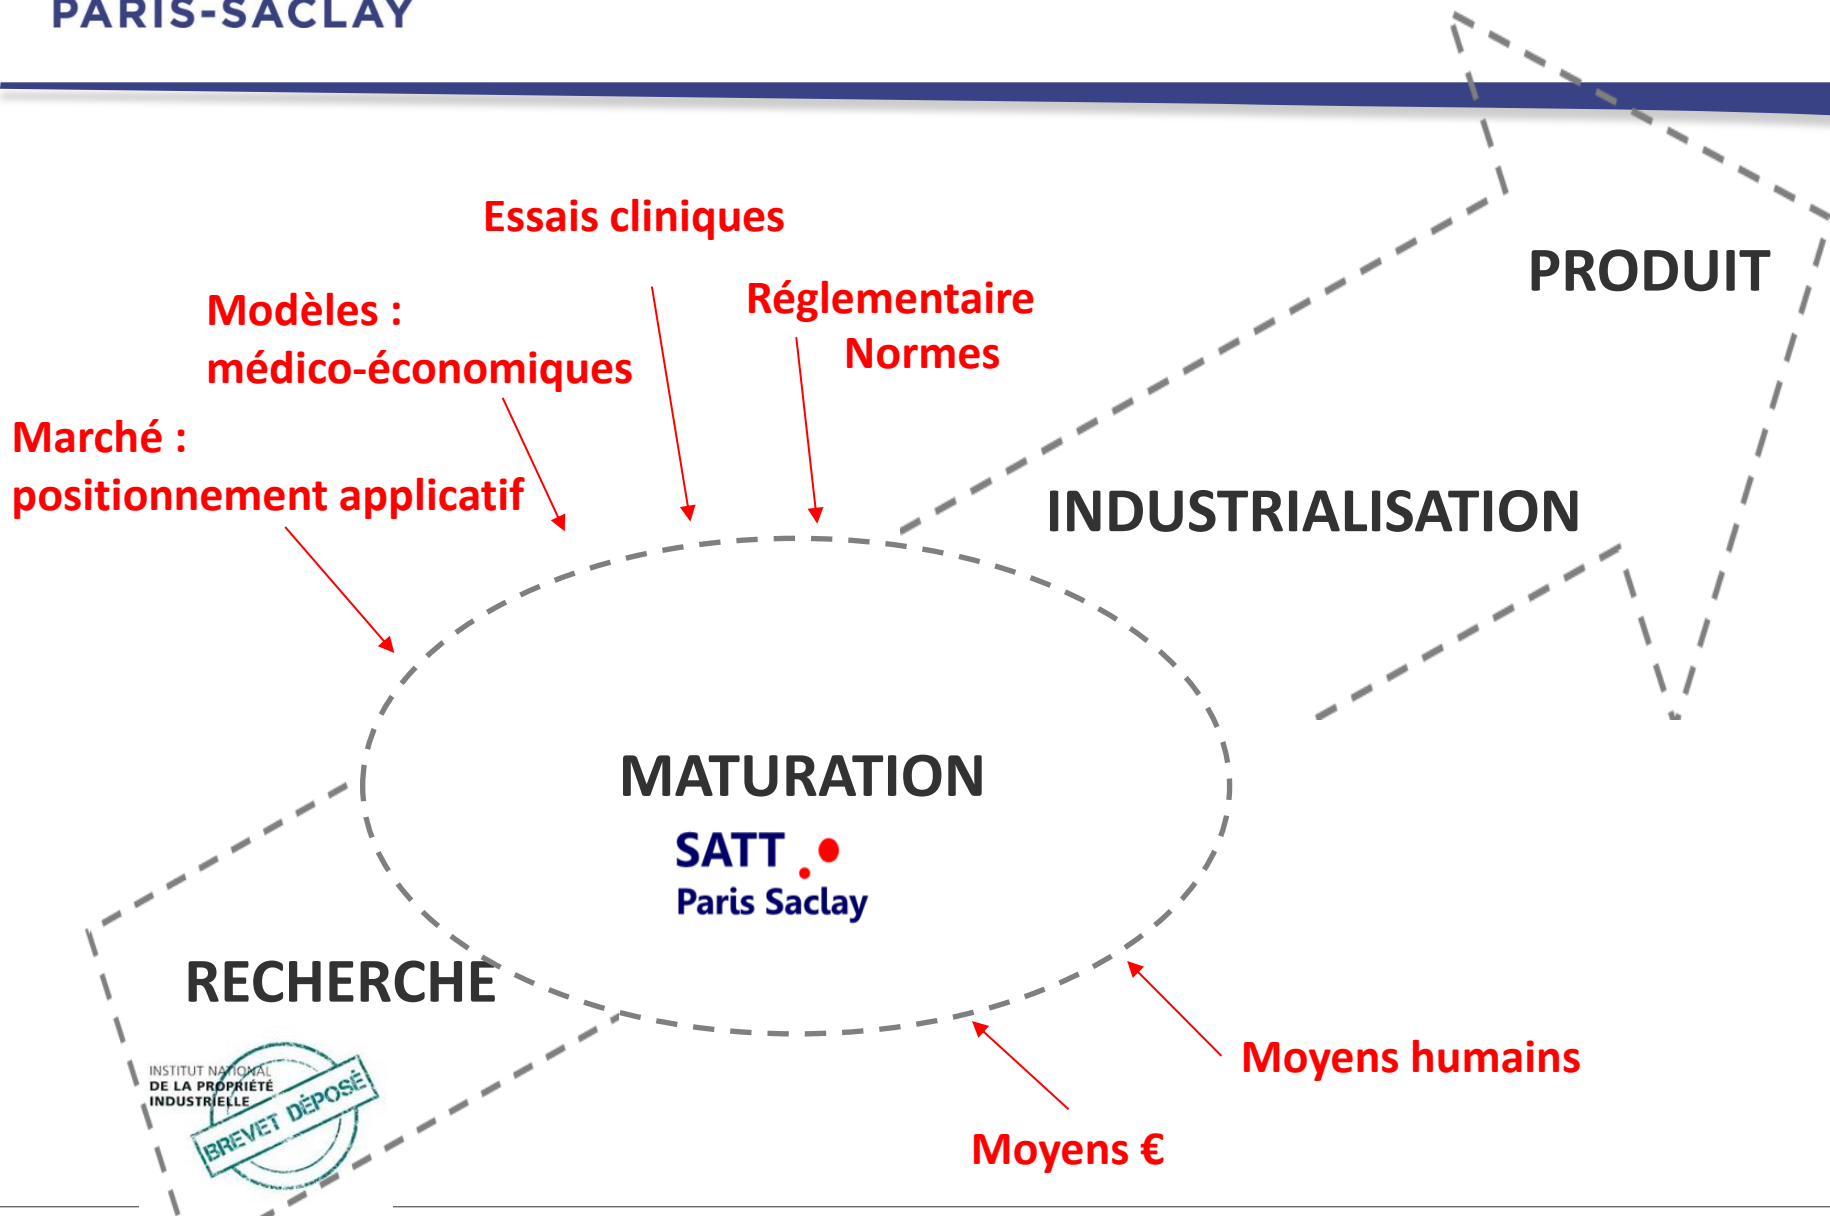 PARIS-SACLAY
Essais cliniques
Réglementaire
Normes
Modèles :
médico-économiques
Marché :
positionnement applicatif
PRODUIT
INDUSTRIALISATION
MATURATION
SATT
Paris Saclay
RECHERCHE
INSTITUT NATIONAL
DE LA PROPRIÉTÉ
INDUSTRIELLE
BREVET DÉPOSÉ
Moyens humains
Moyens €